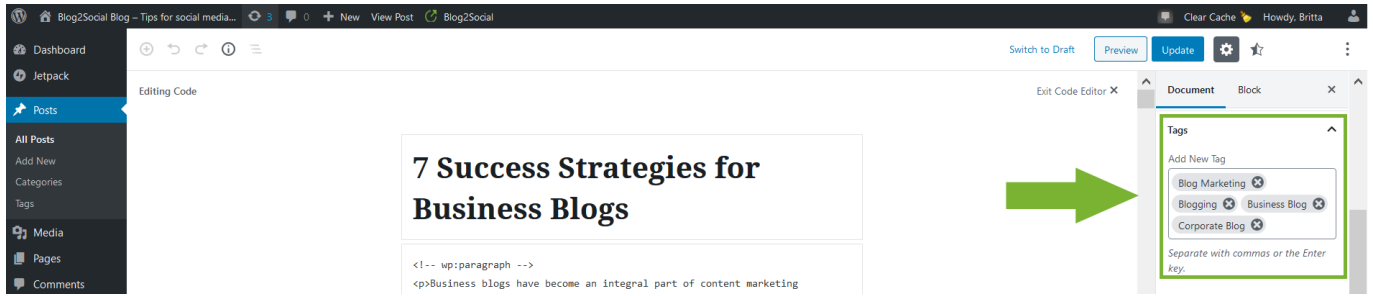 Blog2Social Blog – Tips for social media... 3 0 + New View Post Blog2Social Clear Cache Howdy, Britta
Dashboard
Jetpack
Posts
All Posts
Add New
Categories
Tags
Media
Pages
Comments
Switch to Draft Preview Update
Editing Code Exit Code Editor ×
7 Success Strategies for
Business Blogs
<!-- wp:paragraph -->
<p>Business blogs have become an integral part of content marketing
Document Block ×
Tags
Add New Tag
Blog Marketing
Blogging Business Blog
Corporate Blog
Separate with commas or the Enter
key.